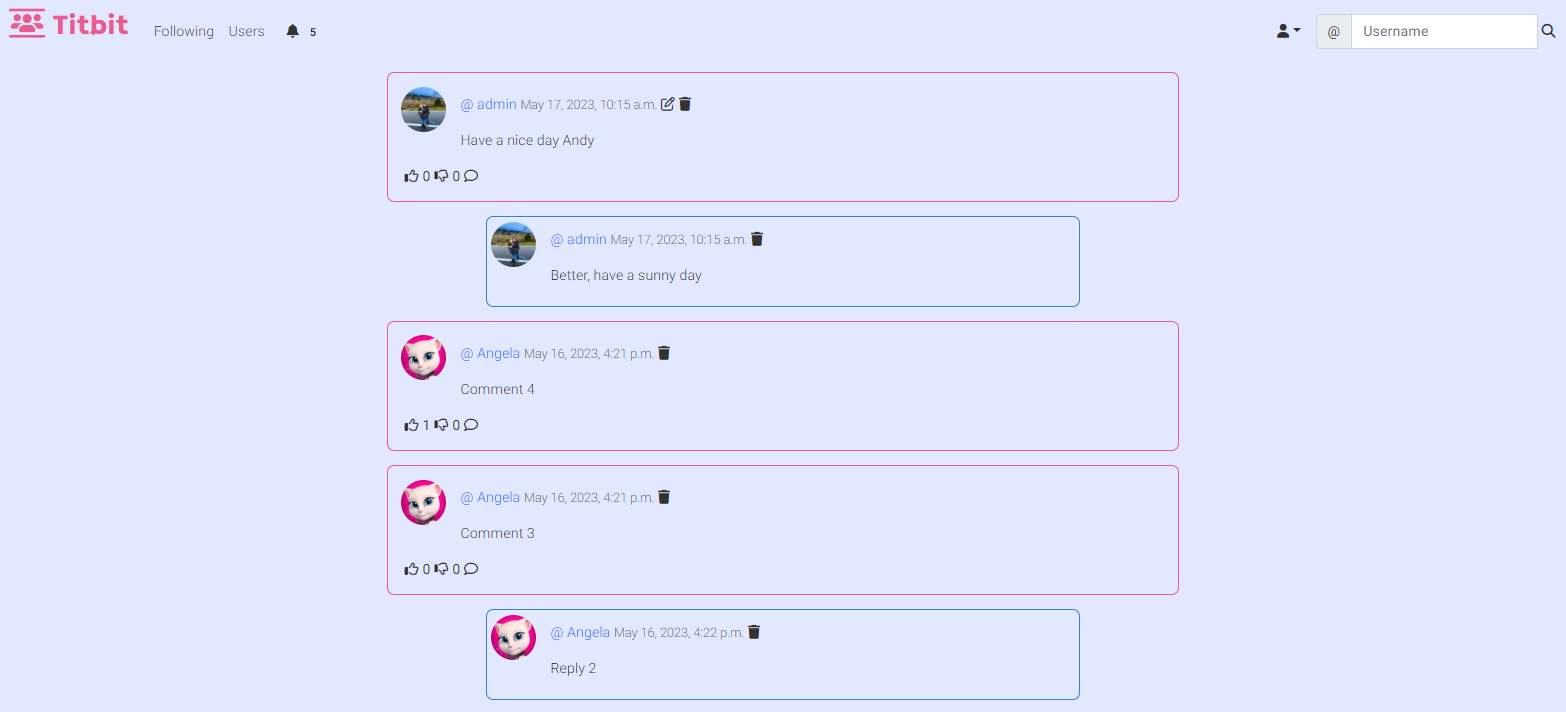 Titbit
Following Users 5
@ Username
@ admin May 17, 2023, 10:15 a.m.
Have a nice day Andy
0 0
@ admin May 17, 2023, 10:15 a.m.
Better, have a sunny day
@ Angela May 16, 2023, 4:21 p.m.
Comment 4
1 0
@ Angela May 16, 2023, 4:21 p.m.
Comment 3
0 0
@ Angela May 16, 2023, 4:22 p.m.
Reply 2